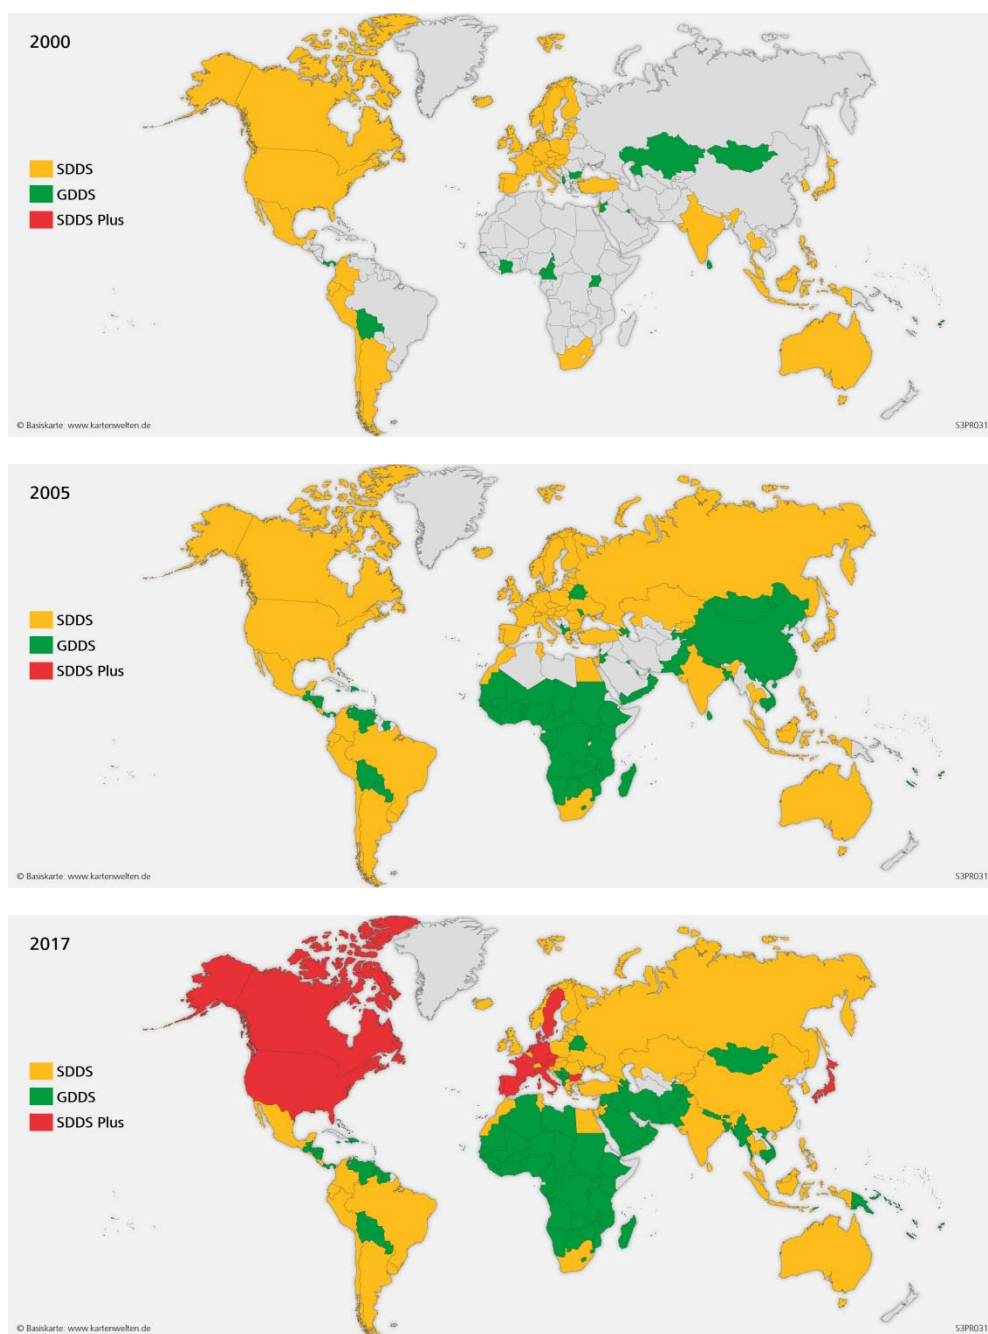 2000
SDDS
GDDS
SDDS Plus
© Basiskarte: www.kartenwelten.de
S3PR031
2005
SDDS
GDDS
SDDS Plus
© Basiskarte: www.kartenwelten.de
S3PR031
2017
SDDS
GDDS
SDDS Plus
© Basiskarte: www.kartenwelten.de
S3PR031